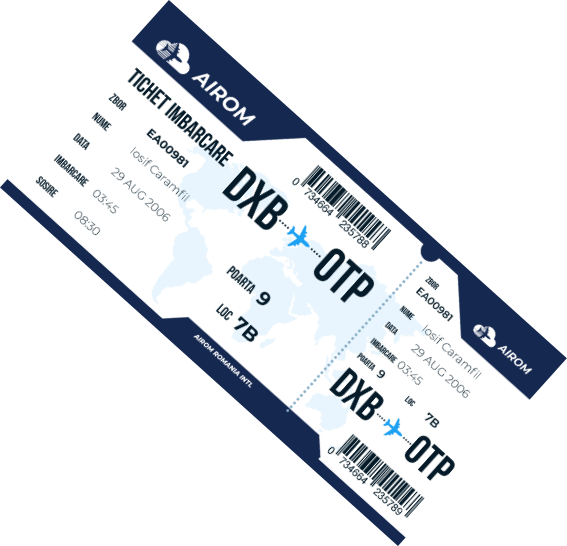 AIROM
TICHET IMBARCARE
ZBOR EA00981
NUME Iosif Caramfil
DATA 29 AUG 2006
IMBARCARE 03:45
SOSIRE 08:30
DXB
OTP
0 734664 235788
POARTA 9
LOC 7B
AIROM ROMANIA INTL
AIROM
ZBOR
EA00981
NUME Iosif Caramfil
DATA 29 AUG 2006
IMBARCARE 03:45
POARTA 9
LOC 7B
DXB
OTP
0 734664 235789